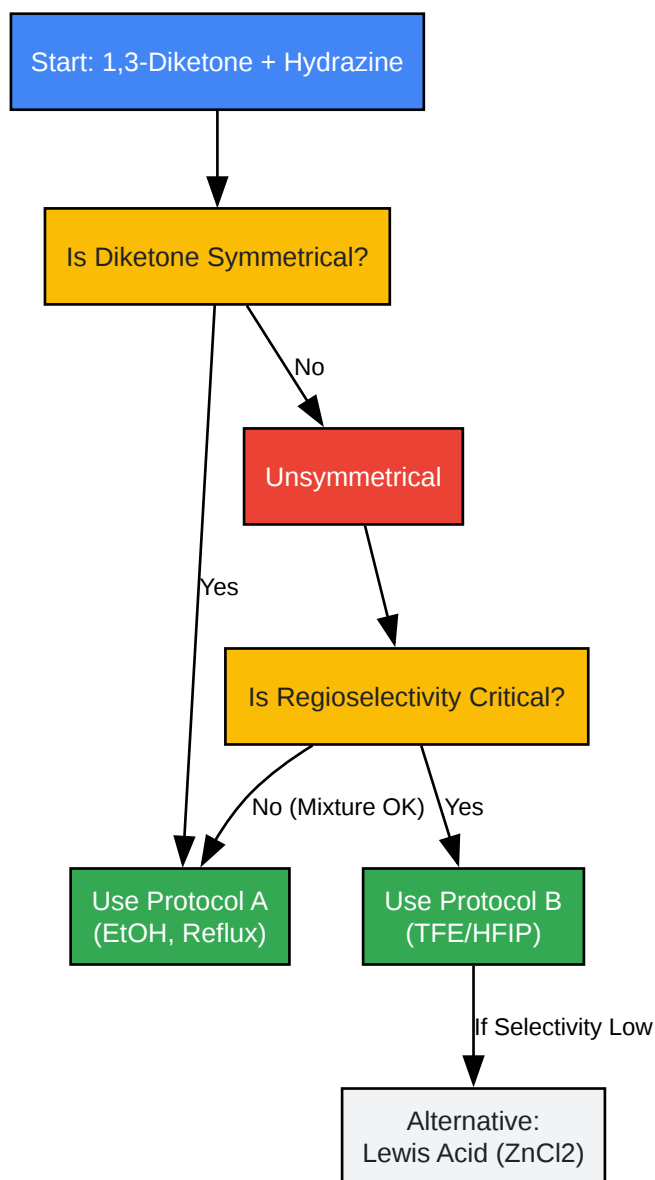 Start: 1,3-Diketone + Hydrazine
Is Diketone Symmetrical?
No
Unsymmetrical
Yes
Is Regioselectivity Critical?
No (Mixture OK)
Yes
Use Protocol A
(EtOH, Reflux)
Use Protocol B
(TFE/HFIP)
If Selectivity Low
Alternative:
Lewis Acid (ZnCl2)